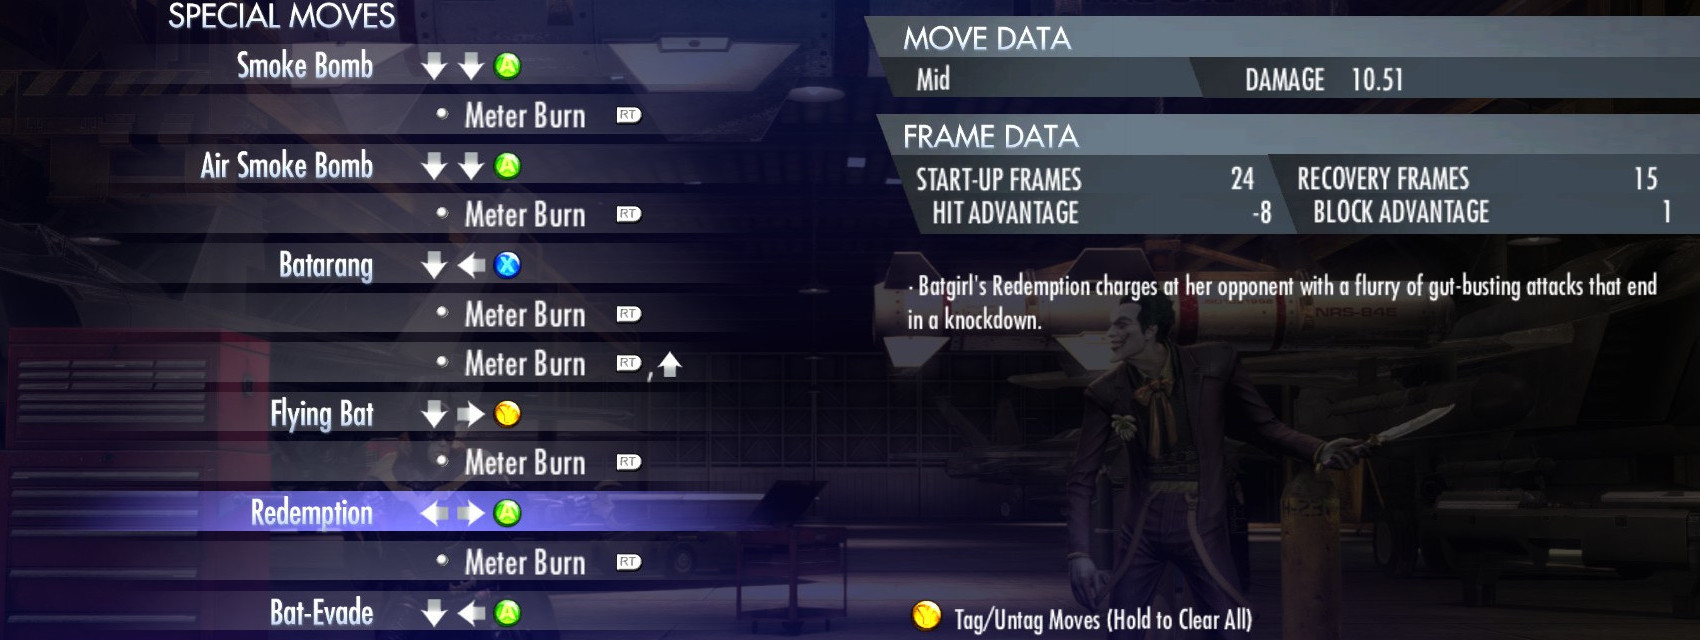 SPECIAL MOVES
Smoke Bomb A
Meter Burn RT
Air Smoke Bomb A
Meter Burn RT
Batarang X
Meter Burn RT
Meter Burn RT ,
Flying Bat Y
Meter Burn RT
Redemption A
Meter Burn RT
Bat-Evade A
MOVE DATA
Mid DAMAGE 10.51
FRAME DATA
START-UP FRAMES 24 RECOVERY FRAMES 15
HIT ADVANTAGE -8 BLOCK ADVANTAGE 1
· Batgirl's Redemption charges at her opponent with a flurry of gut-busting attacks that end
in a knockdown.
NRS-84E
Y Tag/Untag Moves (Hold to Clear All)